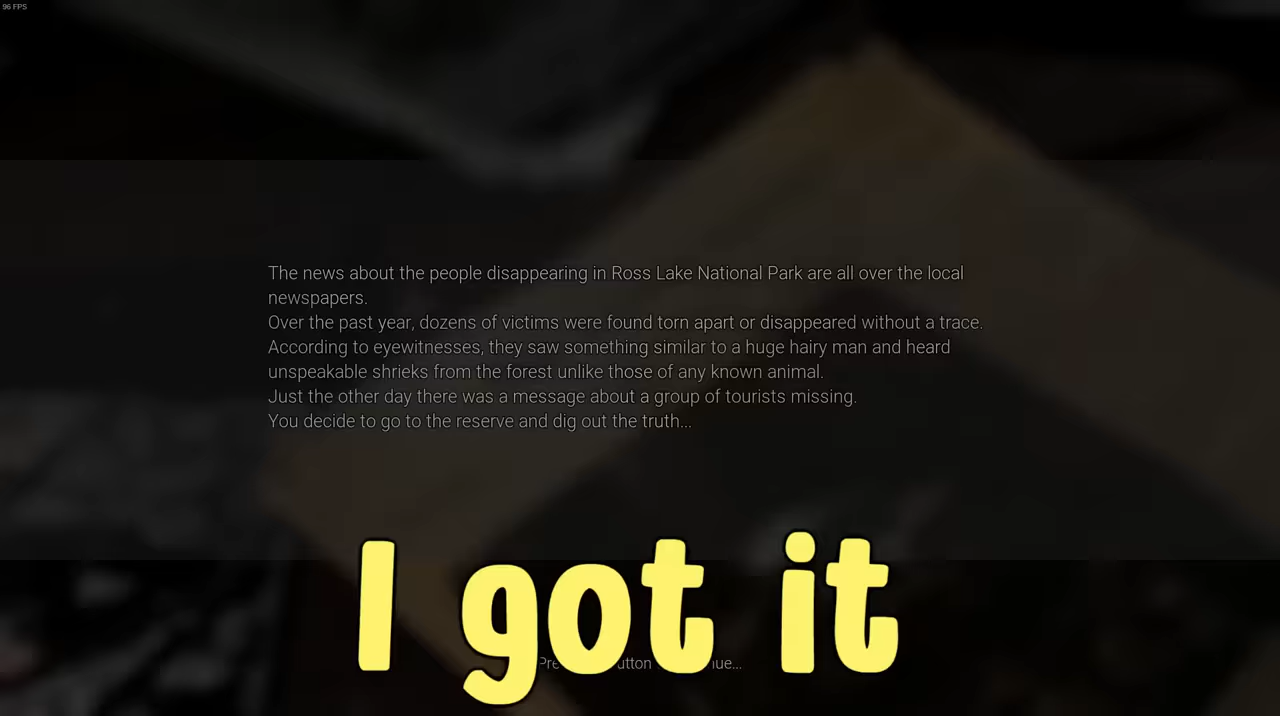 96 FPS
The news about the people disappearing in Ross Lake National Park are all over the local
newspapers.
Over the past year, dozens of victims were found torn apart or disappeared without a trace.
According to eyewitnesses, they saw something similar to a huge hairy man and heard
unspeakable shrieks from the forest unlike those of any known animal.
Just the other day there was a message about a group of tourists missing.
You decide to go to the reserve and dig out the truth...
I got it